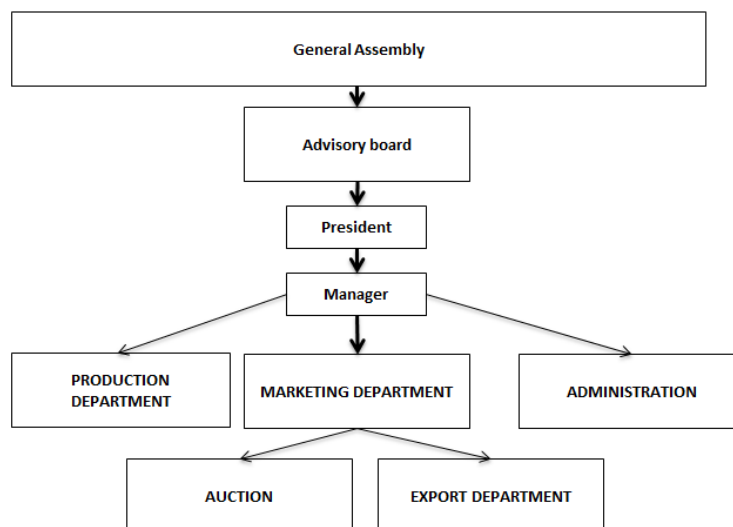 General Assembly
Advisory board
President
Manager
PRODUCTION
DEPARTMENT
MARKETING DEPARTMENT
ADMINISTRATION
AUCTION
EXPORT DEPARTMENT